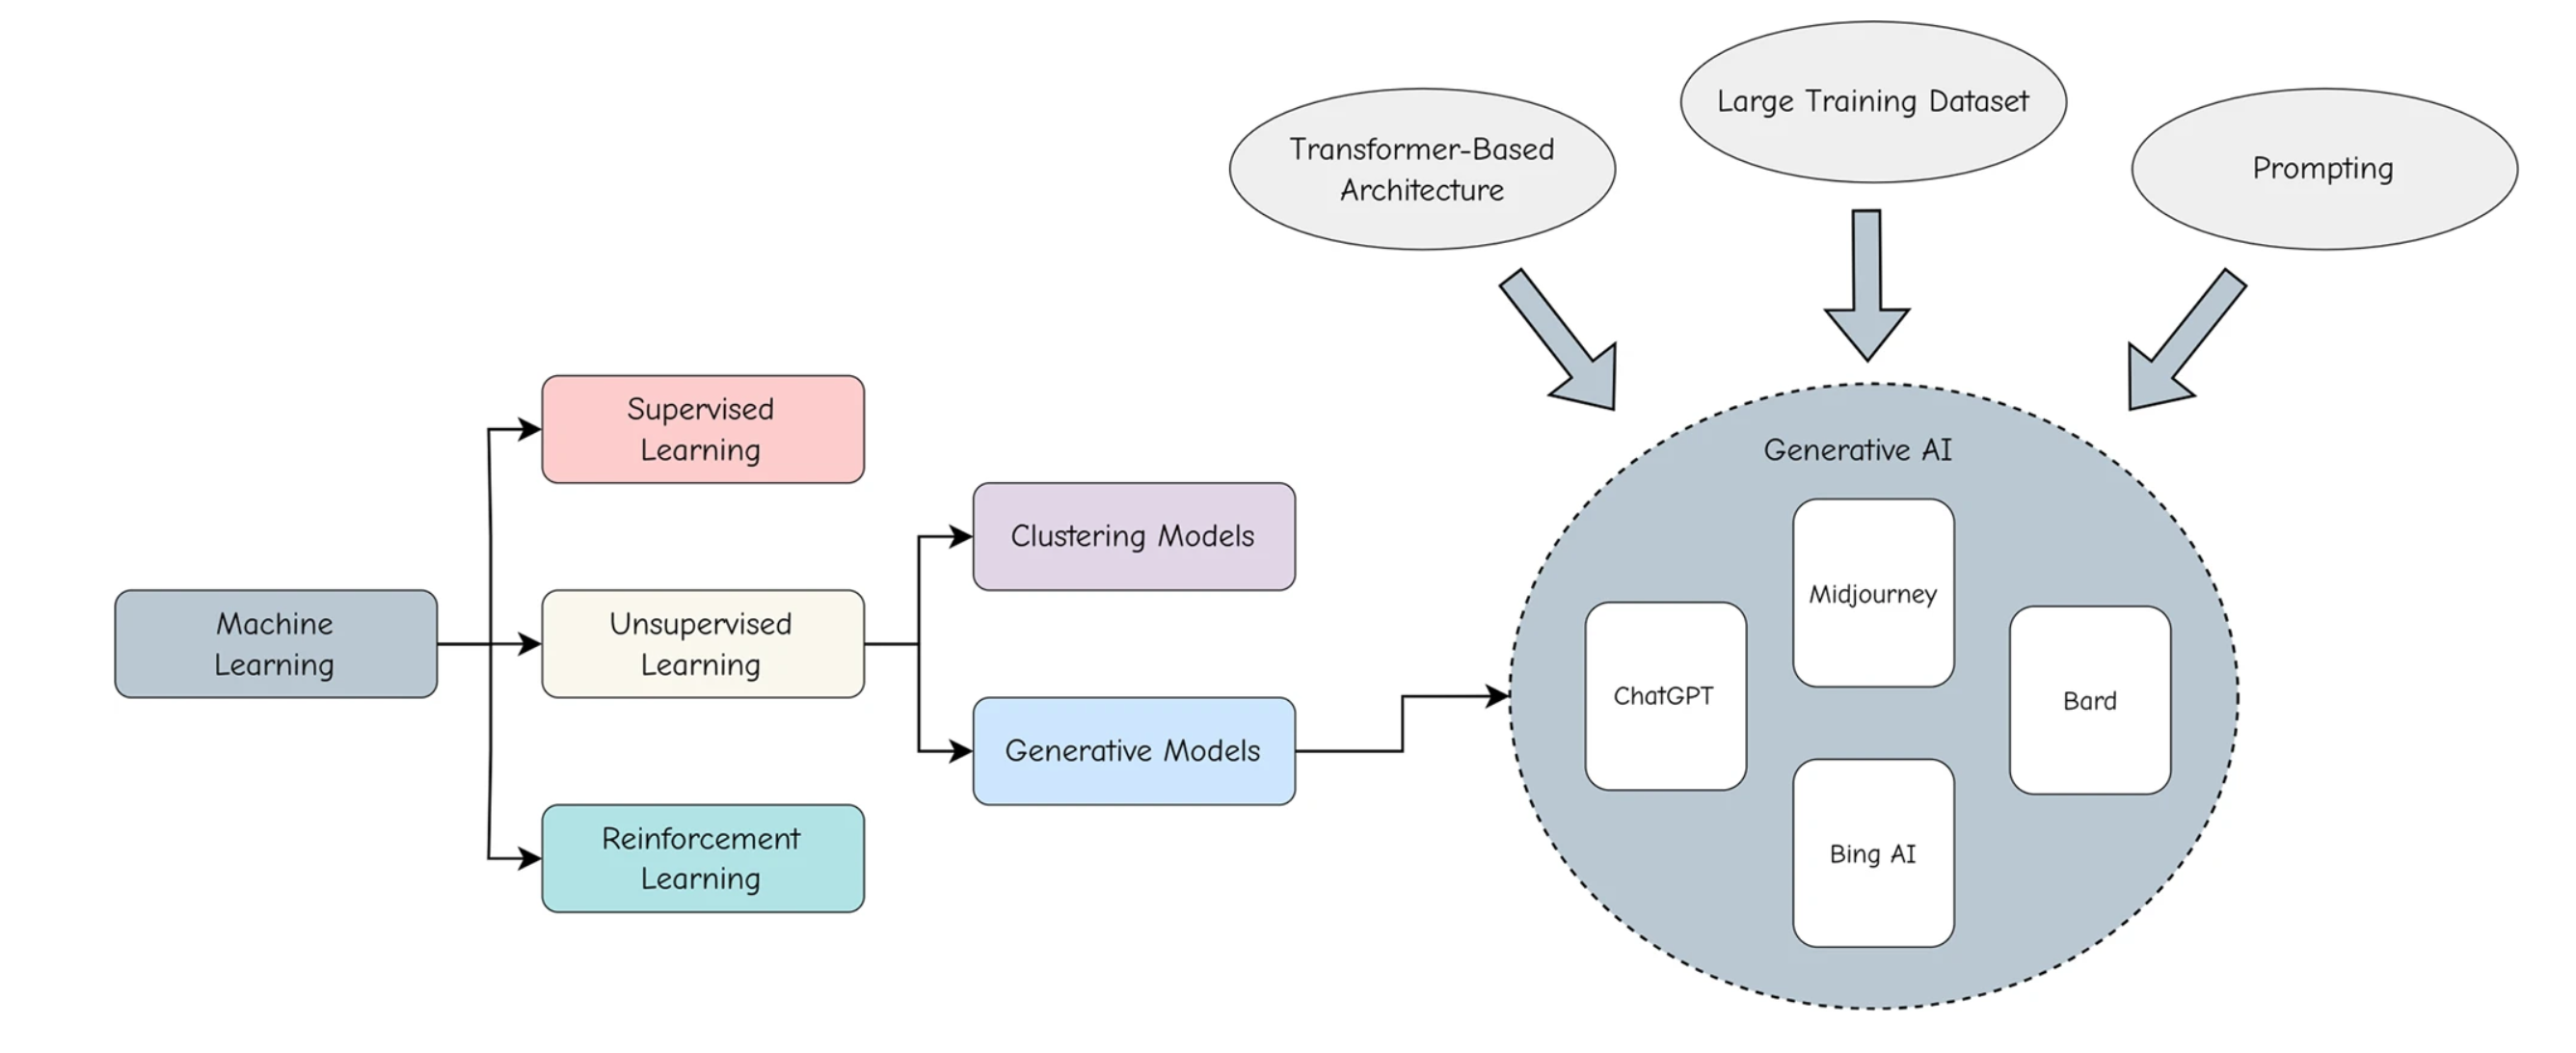 Large Training Dataset
Transformer-Based
Architecture
Prompting
Supervised
Learning
Generative AI
Clustering Models
Midjourney
Machine
Learning
Unsupervised
Learning
ChatGPT
Bard
Generative Models
Reinforcement
Learning
Bing AI